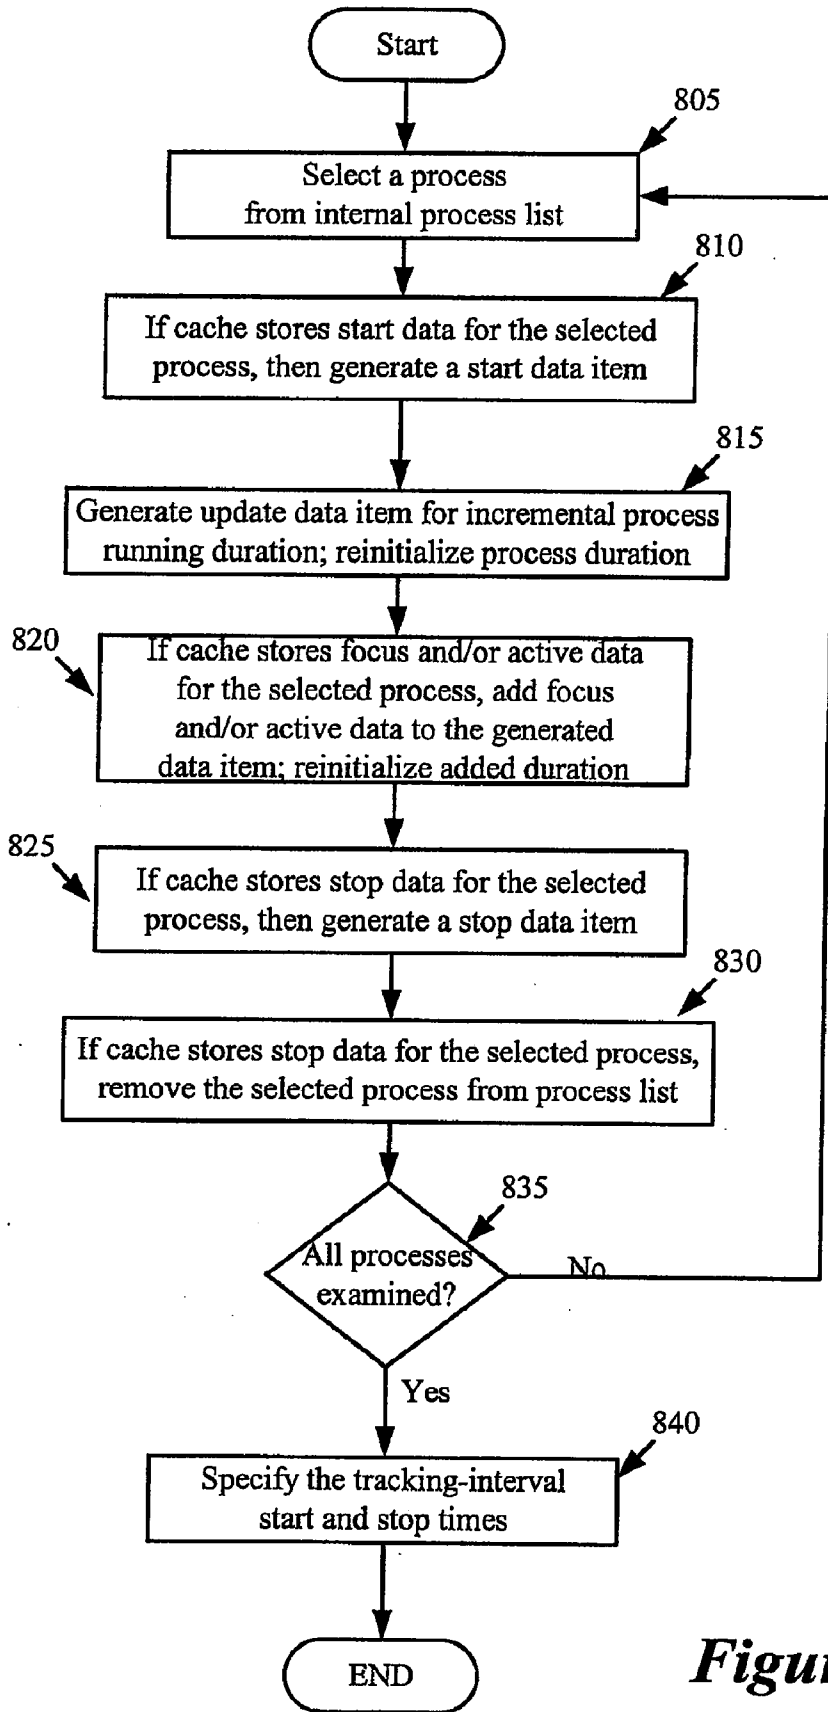 Start
805
Select a process
from internal process list
810
If cache stores start data for the selected
process, then generate a start data item
815
Generate update data item for incremental process
running duration; reinitialize process duration
820
If cache stores focus and/or active data
for the selected process, add focus
and/or active data to the generated
data item; reinitialize added duration
825
If cache stores stop data for the selected
process, then generate a stop data item
830
If cache stores stop data for the selected process,
remove the selected process from process list
835
All processes
examined?
No
Yes
840
Specify the tracking-interval
start and stop times
END